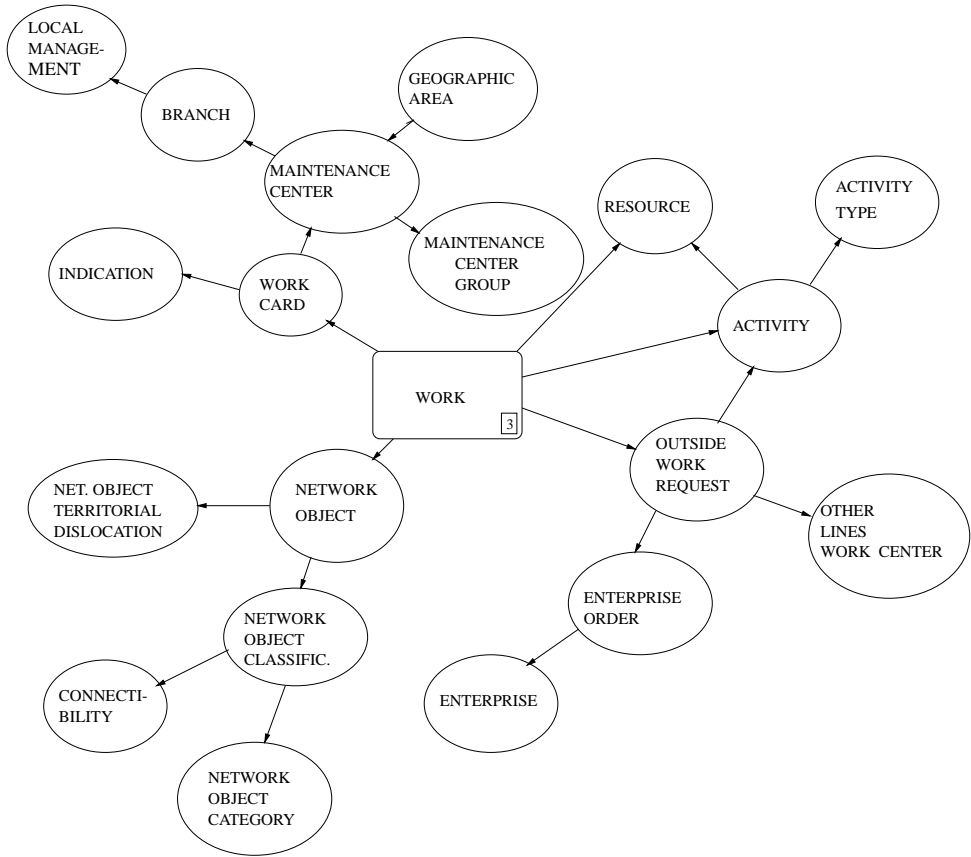 LOCAL
MANAGE-
MENT
BRANCH
GEOGRAPHIC
AREA
MAINTENANCE
CENTER
MAINTENANCE
CENTER
GROUP
RESOURCE
ACTIVITY
TYPE
INDICATION
WORK
CARD
ACTIVITY
WORK
3
OUTSIDE
WORK
REQUEST
NET. OBJECT
TERRITORIAL
DISLOCATION
NETWORK
OBJECT
OTHER
LINES
WORK CENTER
ENTERPRISE
ORDER
NETWORK
OBJECT
CLASSIFIC.
CONNECTI-
BILITY
ENTERPRISE
NETWORK
OBJECT
CATEGORY